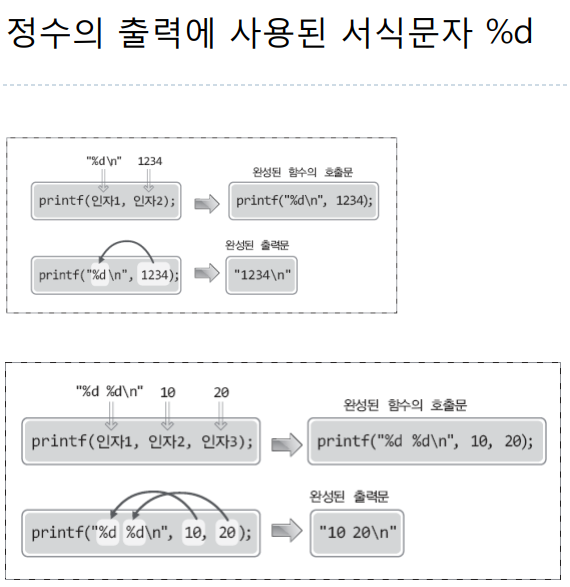 정수의 출력에 사용된 서식문자 %d
"%d\n" 1234
완성된 함수의 호출문
printf(인자1, 인자2);
printf("%d\n", 1234);
완성된 출력문
printf("%d\n", 1234);
"1234\n"
"%d %d\n" 10 20
완성된 함수의 호출문
printf(인자1, 인자2, 인자3);
printf("%d %d\n", 10, 20);
완성된 출력문
printf("%d %d\n", 10, 20);
"10 20\n"